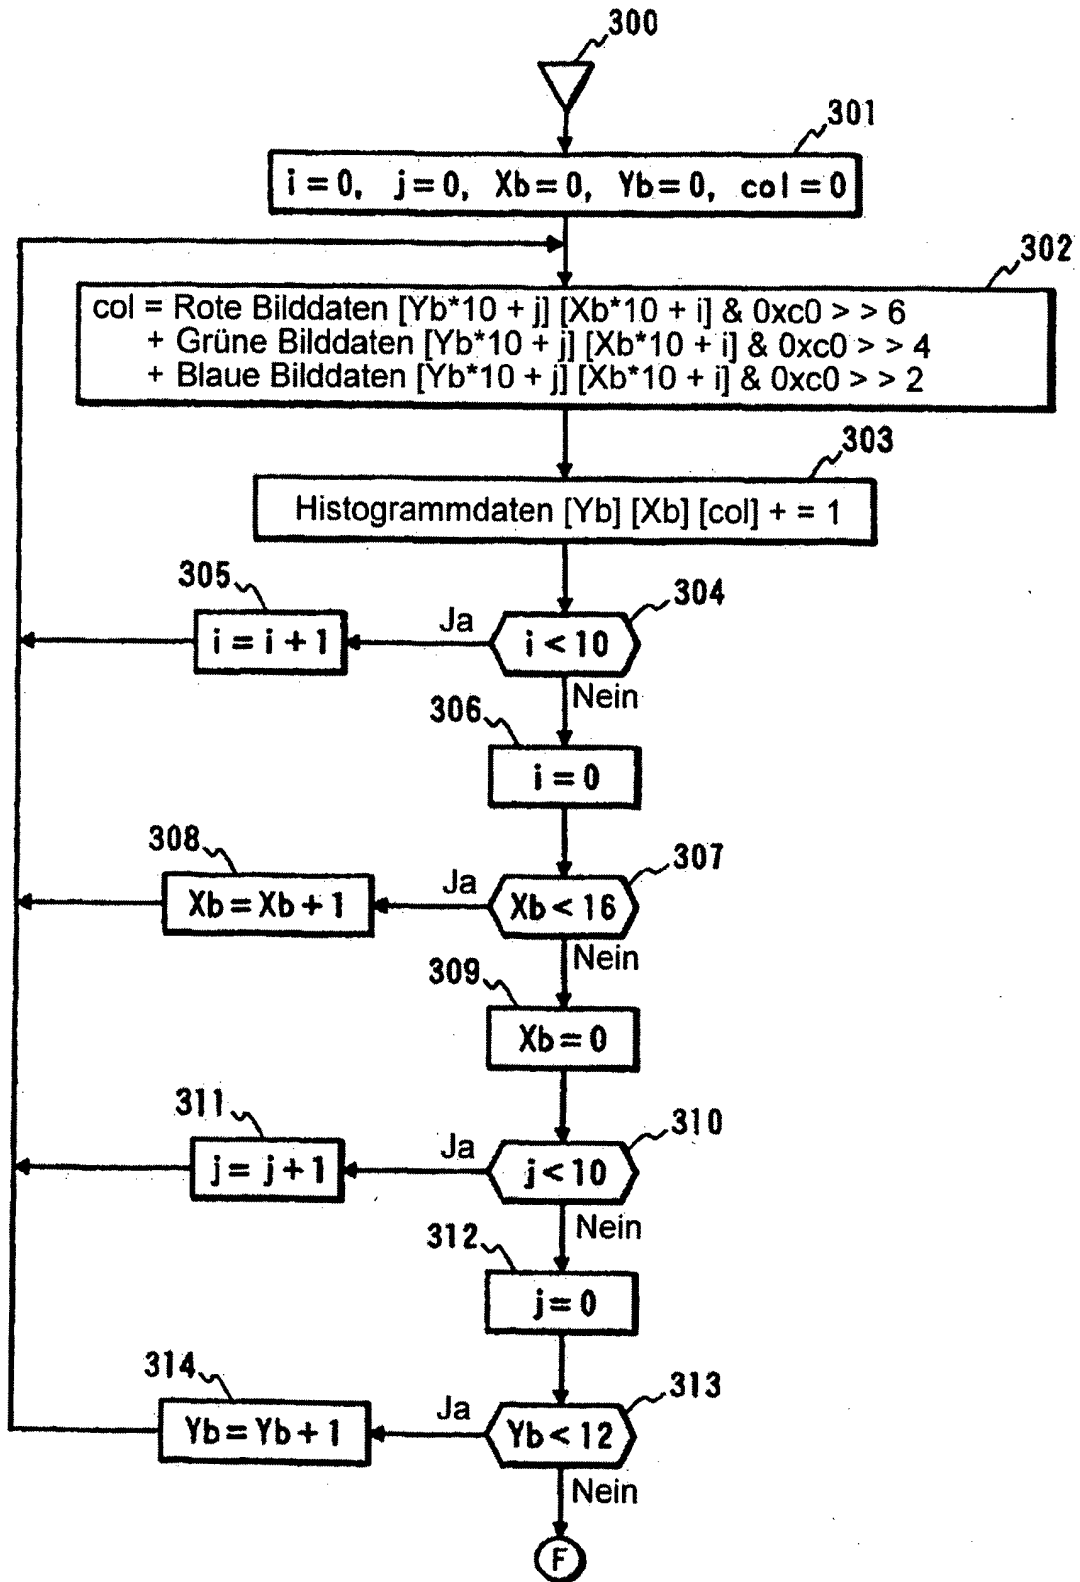 300
301
i = 0, j = 0, Xb = 0, Yb = 0, col = 0
302
col = Rote Bilddaten [Yb*10 + j] [Xb*10 + i] & 0xc0 > > 6
+ Grüne Bilddaten [Yb*10 + j] [Xb*10 + i] & 0xc0 > > 4
+ Blaue Bilddaten [Yb*10 + j] [Xb*10 + i] & 0xc0 > > 2
303
Histogrammdaten [Yb] [Xb] [col] + = 1
305
304
i = i + 1
Ja
i < 10
Nein
306
i = 0
308
307
Xb = Xb + 1
Ja
Xb < 16
Nein
309
Xb = 0
311
310
j = j + 1
Ja
j < 10
Nein
312
j = 0
314
313
Yb = Yb + 1
Ja
Yb < 12
Nein
F